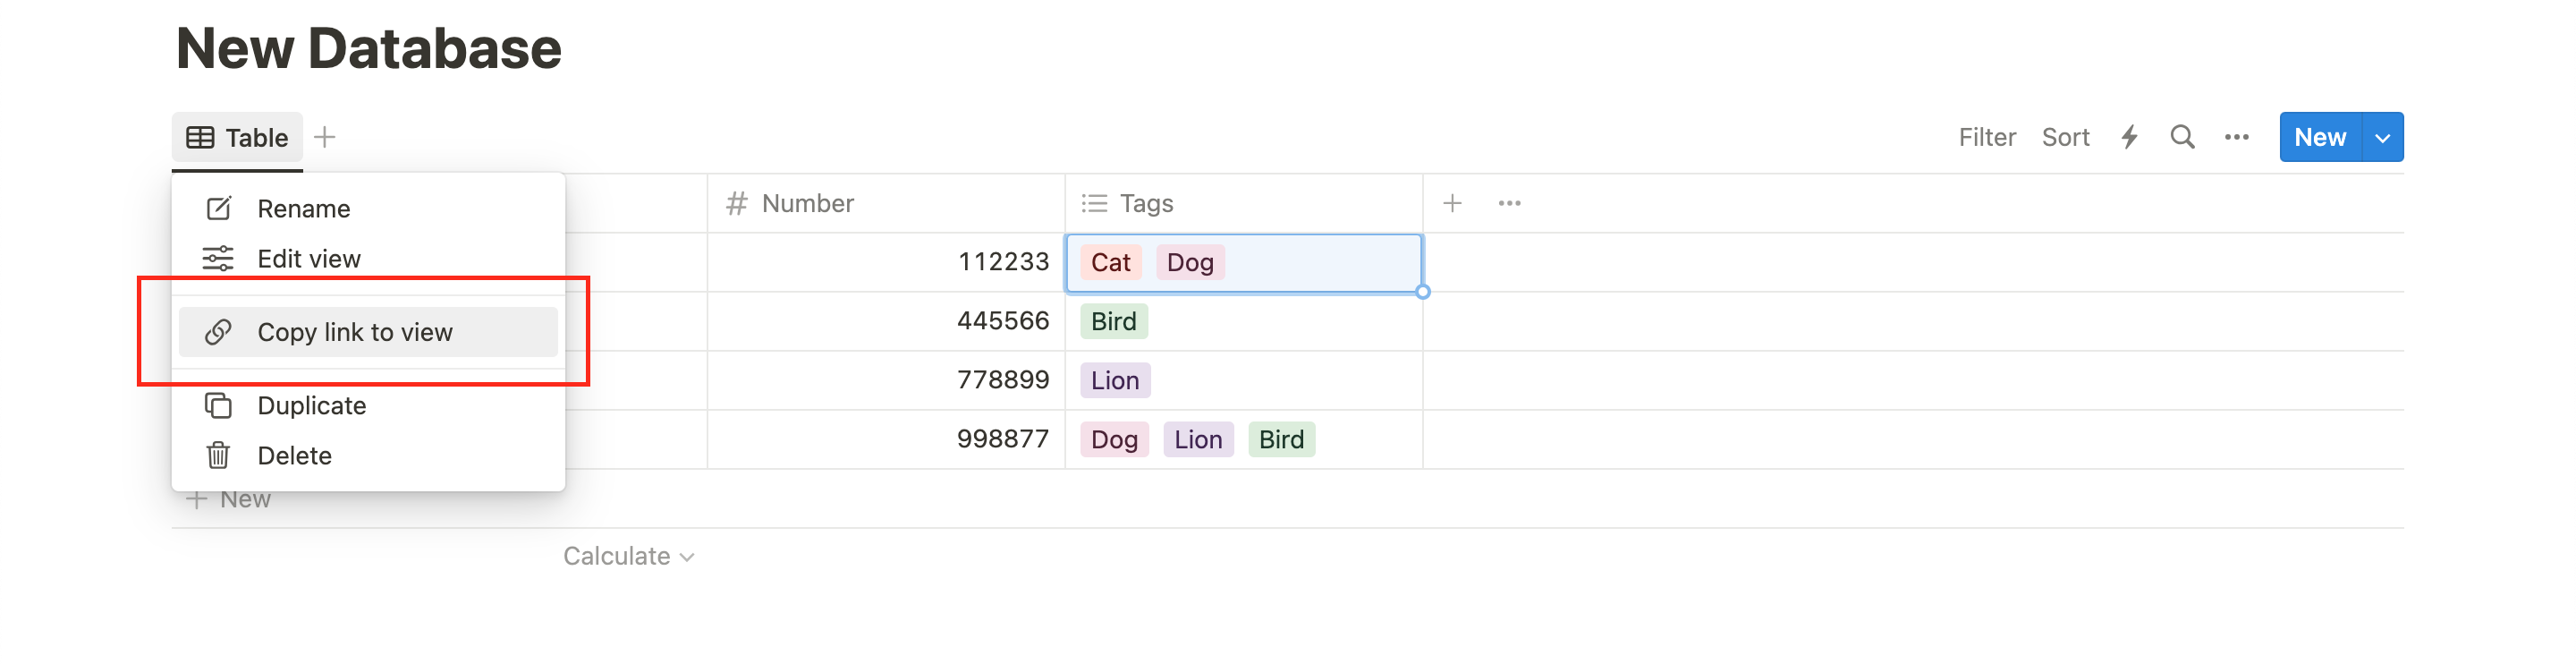 New Database
Table
Filter Sort New
Rename
Edit view
Copy link to view
Duplicate
Delete
Number Tags
112233 Cat Dog
445566 Bird
778899 Lion
998877 Dog Lion Bird
New
Calculate